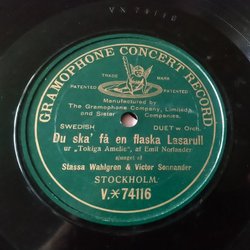 VX 74116
GRAMOPHONE CONCERT RECORD
TRADE MARK
PATENTED PATENTED
Manufactured by
The Gramophone Company, Limited,
and Sister Companies.
SWEDISH DUET w Orch.
Du ska' få en flaska Lasarull
ur „Tokiga Amelie", af Emil Norlander
sjunget af
Stassa Wahlgren & Victor Sonnander
STOCKHOLM
V.*74116